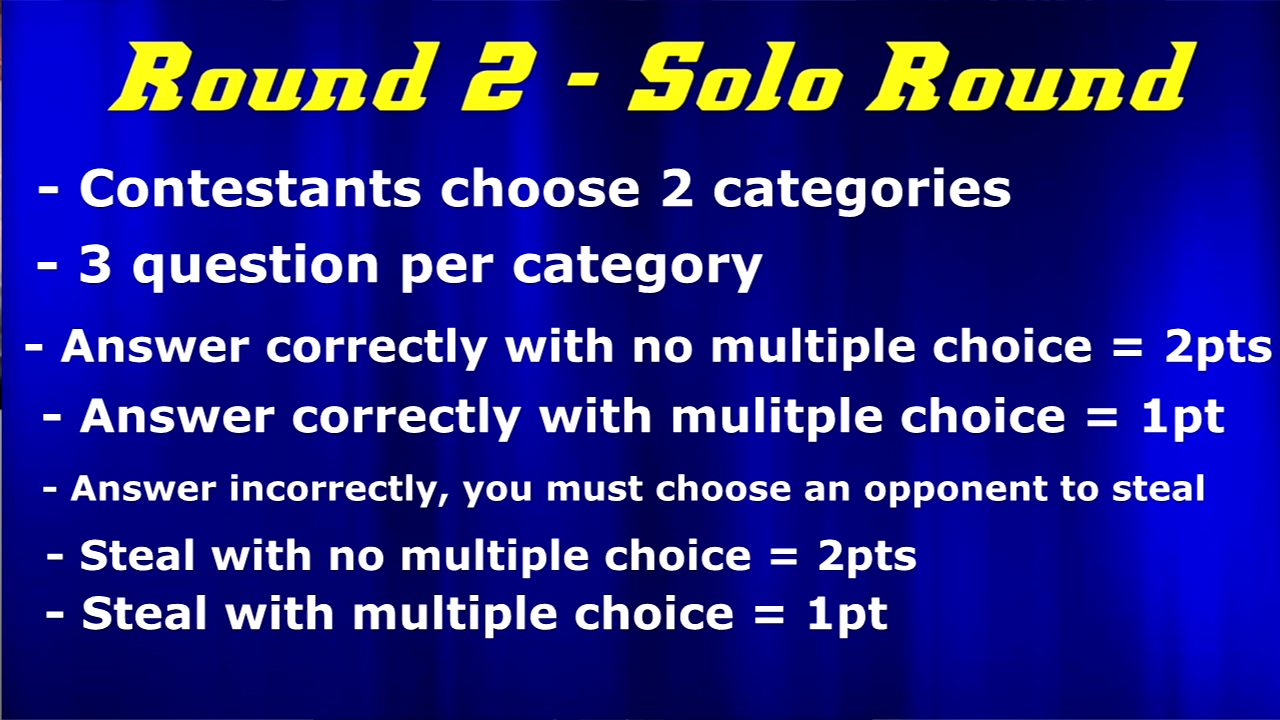 Round 2 - Solo Round
- Contestants choose 2 categories
- 3 question per category
- Answer correctly with no multiple choice = 2pts
- Answer correctly with mulitple choice = 1pt
- Answer incorrectly, you must choose an opponent to steal
- Steal with no multiple choice = 2pts
- Steal with multiple choice = 1pt